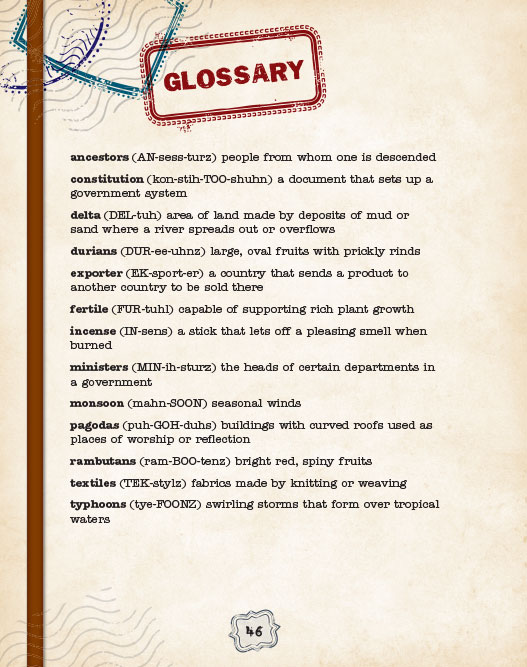 GLOSSARY
ancestors (AN-sess-turz) people from whom one is descended
constitution (kon-stih-TOO-shuhn) a document that sets up a
government system
delta (DEL-tuh) area of land made by deposits of mud or
sand where a river spreads out or overflows
durians (DUR-ee-uhnz) large, oval fruits with prickly rinds
exporter (EK-sport-er) a country that sends a product to
another country to be sold there
fertile (FUR-tuhl) capable of supporting rich plant growth
incense (IN-sens) a stick that lets off a pleasing smell when
burned
ministers (MIN-ih-sturz) the heads of certain departments in
a government
monsoon (mahn-SOON) seasonal winds
pagodas (puh-GOH-duhs) buildings with curved roofs used as
places of worship or reflection
rambutans (ram-BOO-tenz) bright red, spiny fruits
textiles (TEK-stylz) fabrics made by knitting or weaving
typhoons (tye-FOONZ) swirling storms that form over tropical
waters
46